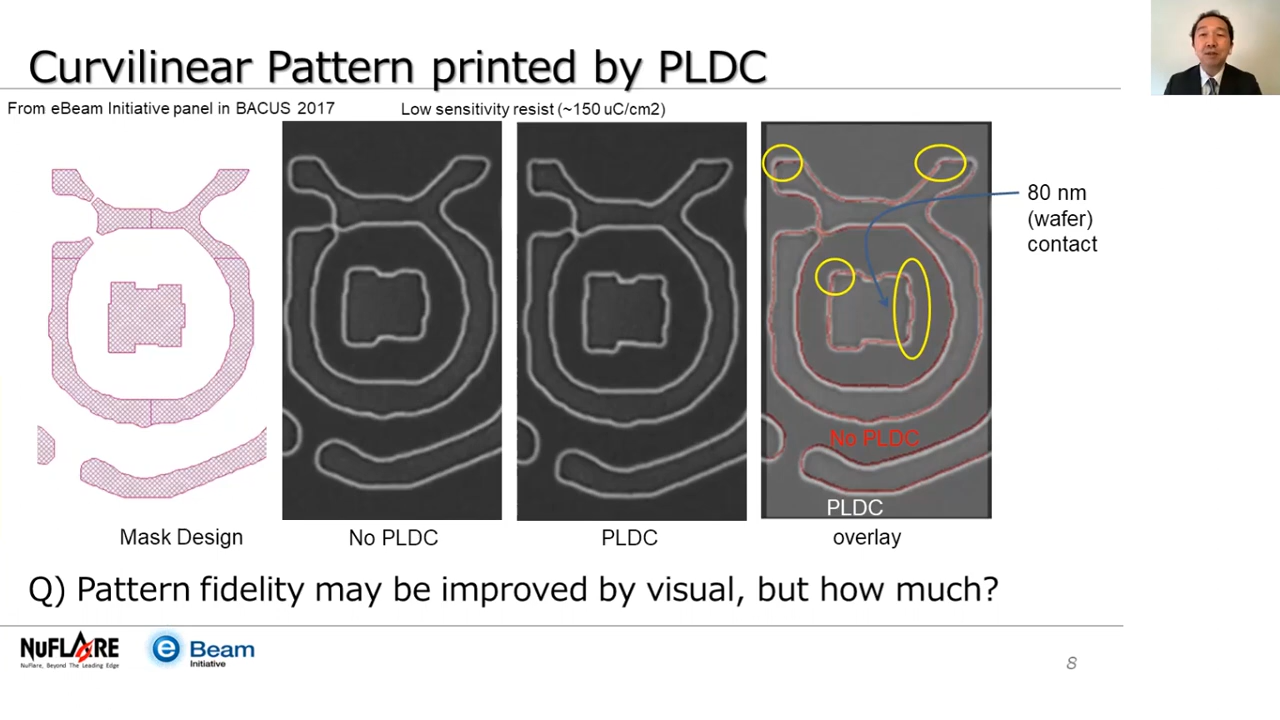 Curvilinear Pattern printed by PLDC
From eBeam Initiative panel in BACUS 2017
Low sensitivity resist (~150 uC/cm2)
80 nm
(wafer)
contact
No PLDC
PLDC
Mask Design
No PLDC
PLDC
overlay
Q) Pattern fidelity may be improved by visual, but how much?
NUFLARE
Nuflare, Beyond The Leading Edge
e Beam
Initiative
8